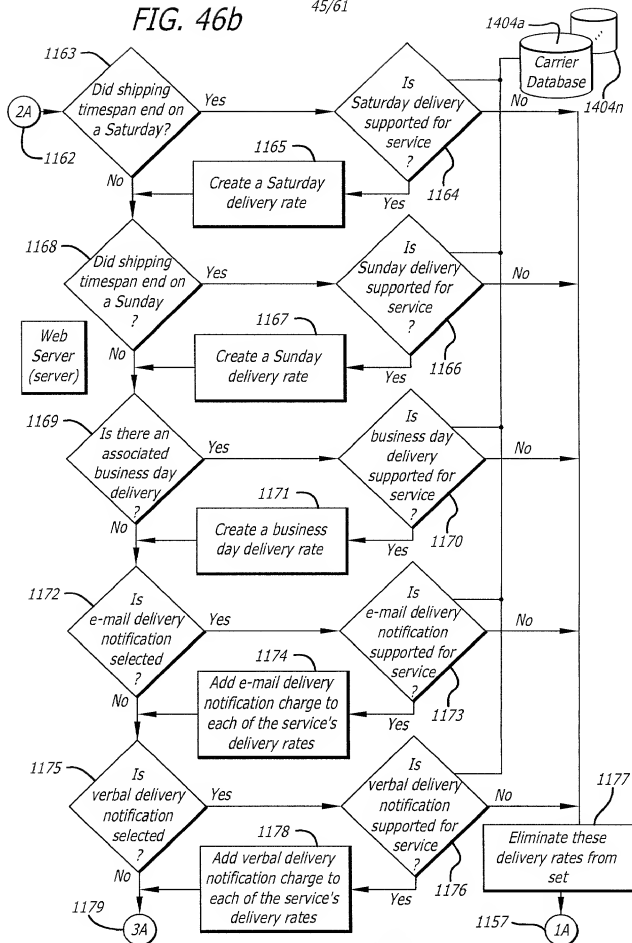 FIG. 46b
45/61
1404a
1404n
Carrier
Database
1163
Did shipping
timespan end on
a Saturday?
2A
1162
Yes
No
Is
Saturday delivery
supported for
service
?
No
1164
Yes
1165
Create a Saturday
delivery rate
1168
Did shipping
timespan end on
a Sunday
?
Yes
No
Is
Sunday delivery
supported for
service
?
No
1166
Yes
1167
Create a Sunday
delivery rate
Web
Server
(server)
1169
Is there an
associated
business day
delivery
?
Yes
No
Is
business day
delivery
supported for
service
?
No
1170
Yes
1171
Create a business
day delivery rate
1172
Is
e-mail delivery
notification
selected
?
Yes
No
Is
e-mail delivery
notification
supported for
service
?
No
1173
Yes
1174
Add e-mail delivery
notification charge to
each of the service's
delivery rates
1175
Is
verbal delivery
notification
selected
?
Yes
No
Is
verbal delivery
notification
supported for
service
?
No
1176
Yes
1178
Add verbal delivery
notification charge to
each of the service's
delivery rates
1177
Eliminate these
delivery rates from
set
1179
3A
1157
1A